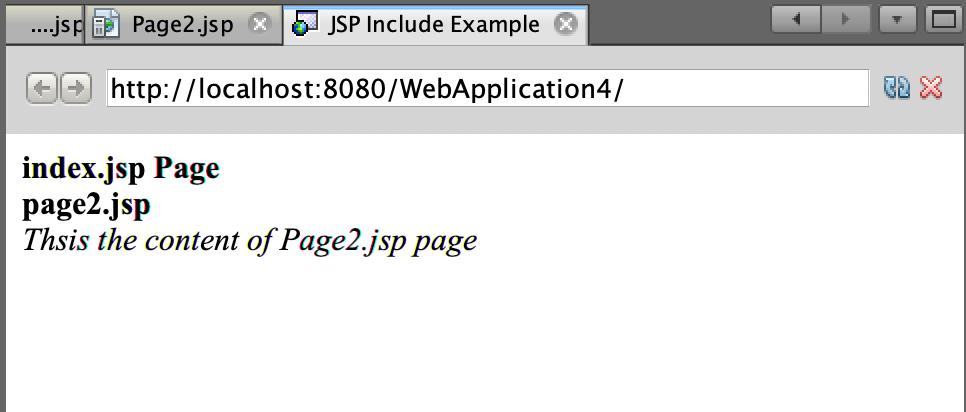 ....jsp Page2.jsp JSP Include Example
http://localhost:8080/WebApplication4/
index.jsp Page
page2.jsp
Thsis the content of Page2.jsp page